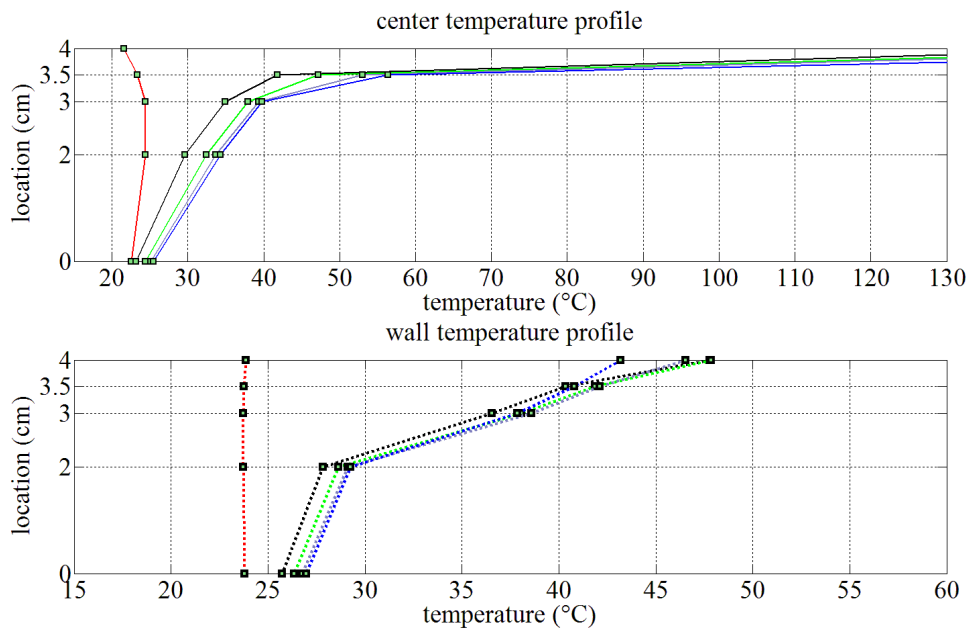 center temperature profile
4
3.5
3
2
0
location (cm)
20 30 40 50 60 70 80 90 100 110 120 130
temperature (°C)
wall temperature profile
4
3.5
3
2
0
location (cm)
15 20 25 30 35 40 45 50 55 60
temperature (°C)